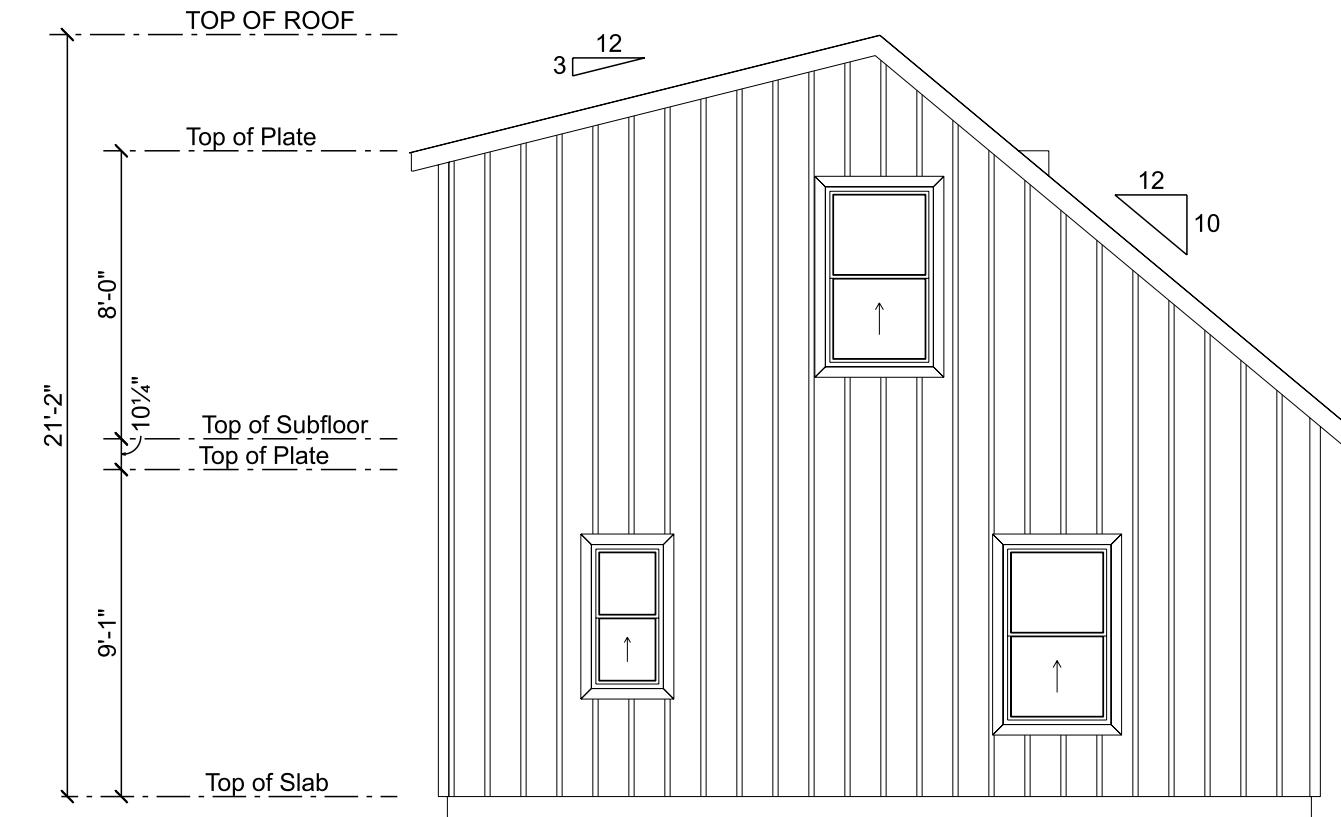 TOP OF ROOF
12
3
Top of Plate
12
10
8'-0"
10¼"
21'-2"
Top of Subfloor
Top of Plate
9'-1"
Top of Slab